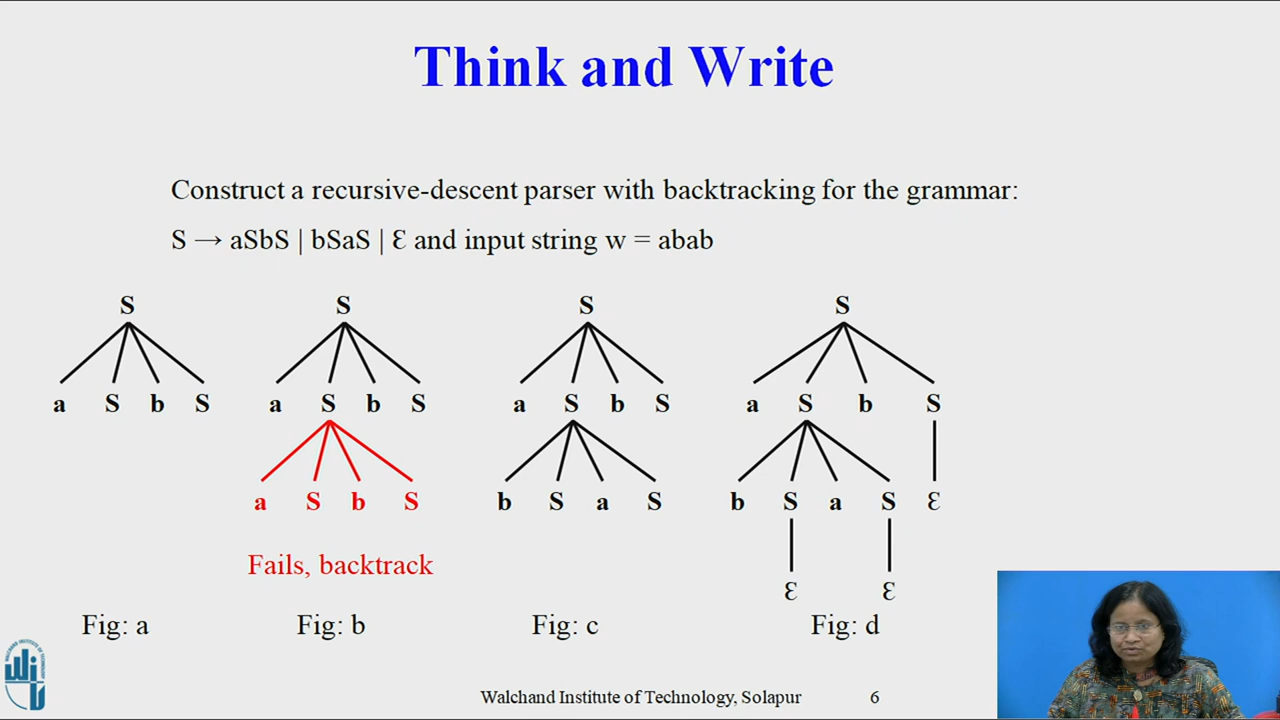 Think and Write
Construct a recursive-descent parser with backtracking for the grammar:
S → aSbS | bSaS | Ɛ and input string w = abab
S S S S
a S b S a S b S a S b S a S b S
a S b S b S a S b S a S Ɛ
Fails, backtrack
Ɛ Ɛ
Fig: a Fig: b Fig: c Fig: d
Walchand Institute of Technology, Solapur 6